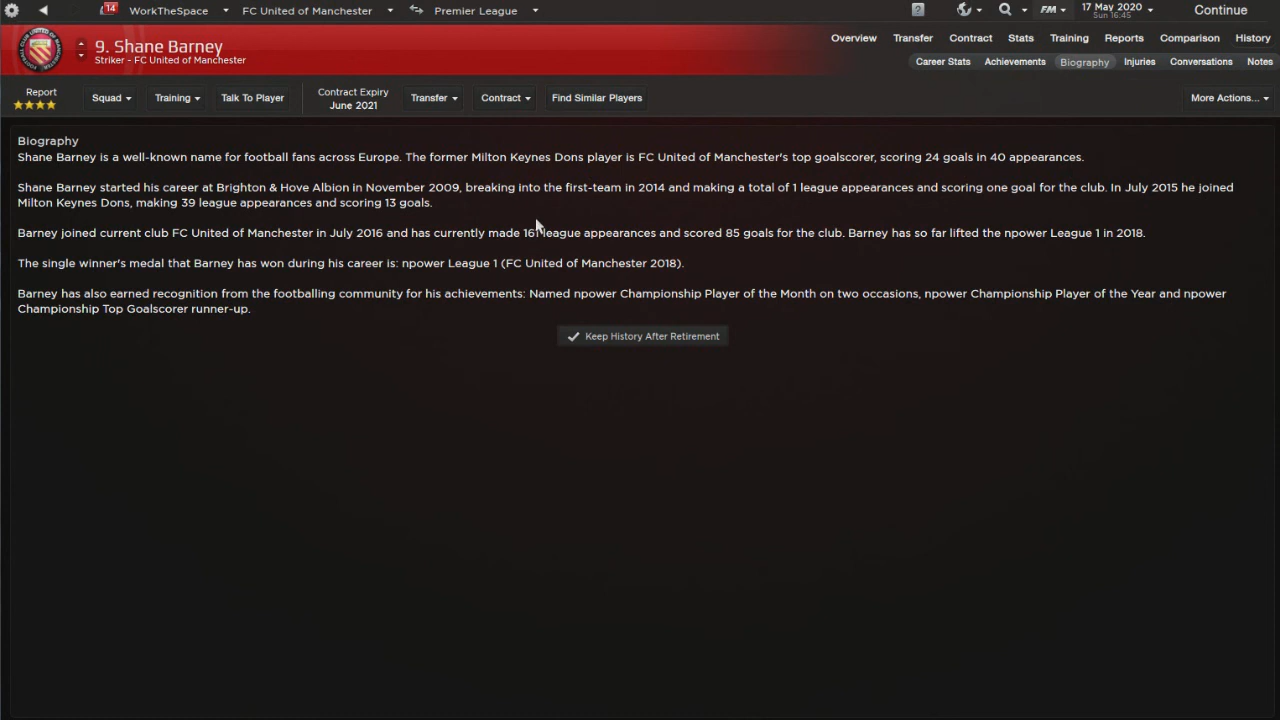 14 WorkTheSpace FC United of Manchester Premier League ? FM 17 May 2020 Continue
Sun 16:45
9. Shane Barney
Striker - FC United of Manchester
Overview Transfer Contract Stats Training Reports Comparison History
Career Stats Achievements Biography Injuries Conversations Notes
Report Squad Training Talk To Player Contract Expiry Transfer Contract Find Similar Players More Actions...
June 2021
Biography
Shane Barney is a well-known name for football fans across Europe. The former Milton Keynes Dons player is FC United of Manchester's top goalscorer, scoring 24 goals in 40 appearances.
Shane Barney started his career at Brighton & Hove Albion in November 2009, breaking into the first-team in 2014 and making a total of 1 league appearances and scoring one goal for the club. In July 2015 he joined
Milton Keynes Dons, making 39 league appearances and scoring 13 goals.
Barney joined current club FC United of Manchester in July 2016 and has currently made 161 league appearances and scored 85 goals for the club. Barney has so far lifted the npower League 1 in 2018.
The single winner's medal that Barney has won during his career is: npower League 1 (FC United of Manchester 2018).
Barney has also earned recognition from the footballing community for his achievements: Named npower Championship Player of the Month on two occasions, npower Championship Player of the Year and npower
Championship Top Goalscorer runner-up.
Keep History After Retirement